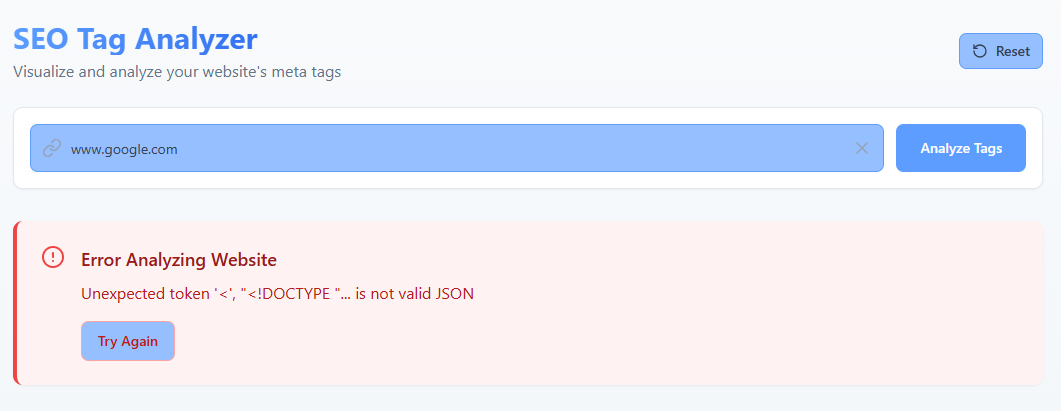 SEO Tag Analyzer
Visualize and analyze your website's meta tags
Reset
www.google.com
Analyze Tags
Error Analyzing Website
Unexpected token '<', "<!DOCTYPE "... is not valid JSON
Try Again